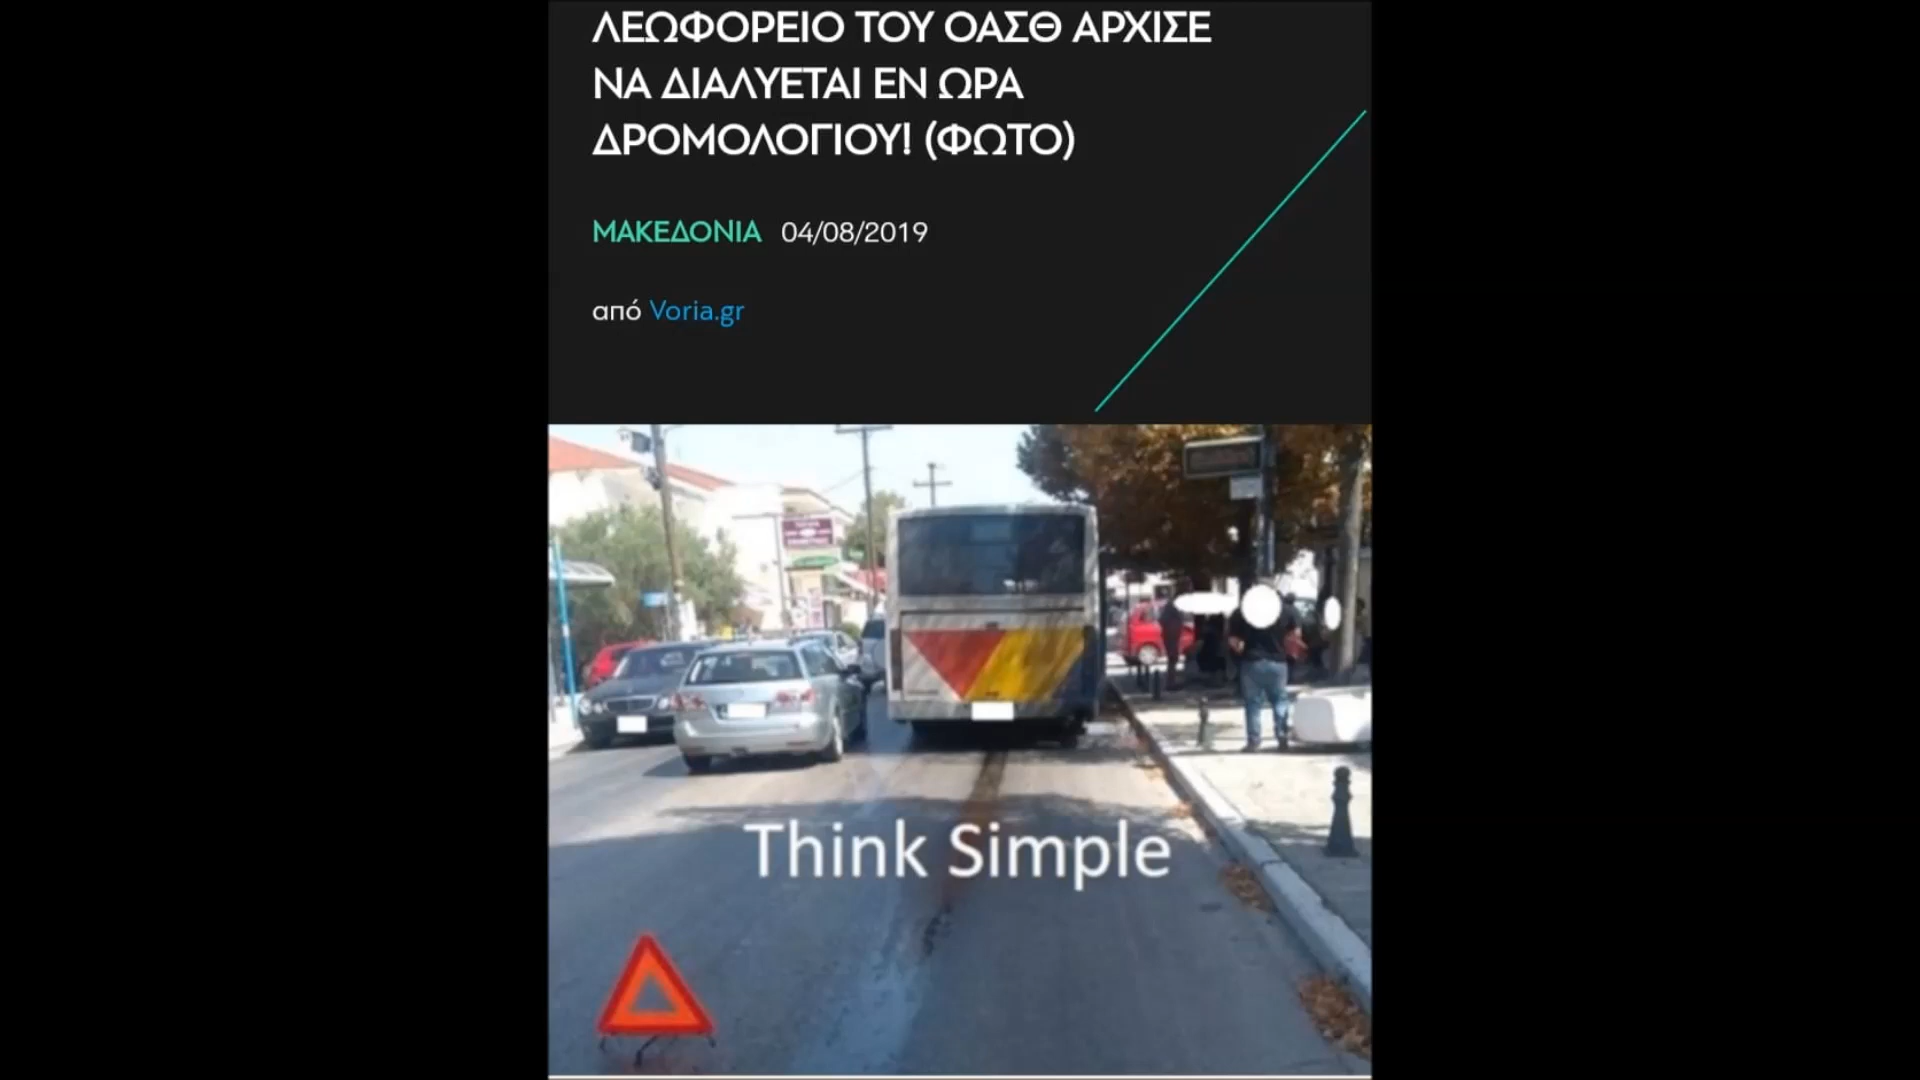 ΛΕΩΦΟΡΕΙΟ ΤΟΥ ΟΑΣΘ ΑΡΧΙΣΕ
ΝΑ ΔΙΑΛΥΕΤΑΙ ΕΝ ΩΡΑ
ΔΡΟΜΟΛΟΓΙΟΥ! (ΦΩΤΟ)
ΜΑΚΕΔΟΝΙΑ 04/08/2019
από Voria.gr
Think Simple